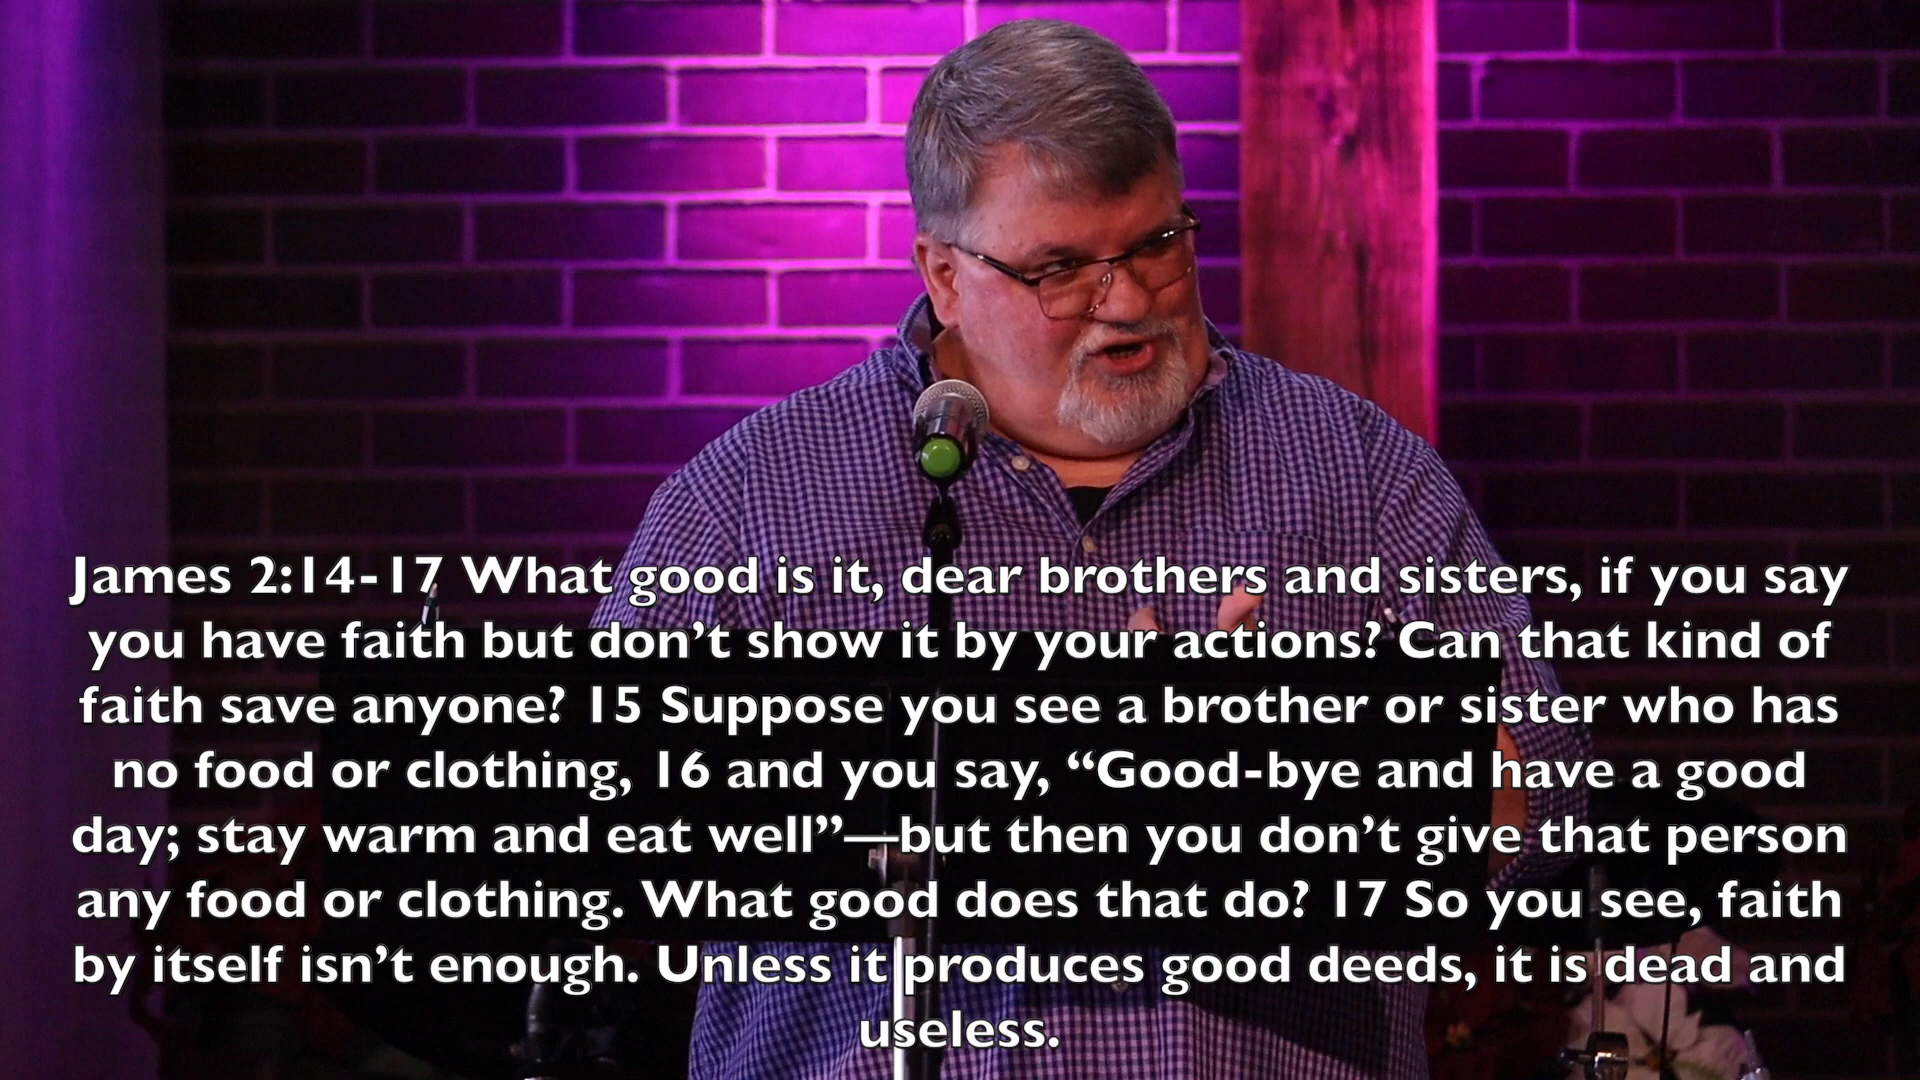 James 2:14-17 What good is it, dear brothers and sisters, if you say
you have faith but don’t show it by your actions? Can that kind of
faith save anyone? 15 Suppose you see a brother or sister who has
no food or clothing, 16 and you say, “Good-bye and have a good
day; stay warm and eat well”—but then you don’t give that person
any food or clothing. What good does that do? 17 So you see, faith
by itself isn’t enough. Unless it produces good deeds, it is dead and
useless.